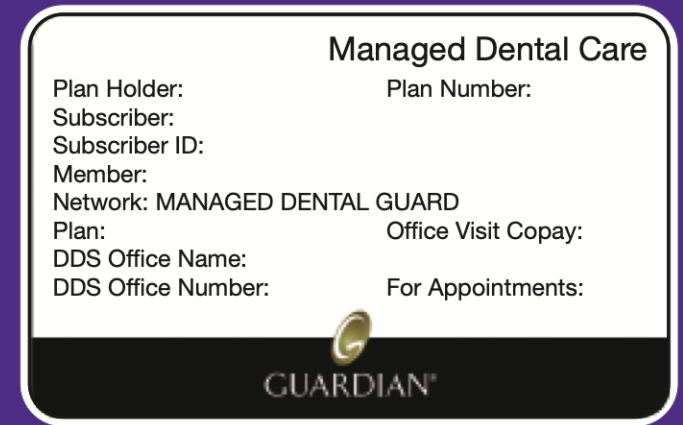 Managed Dental Care
Plan Holder: Plan Number:
Subscriber:
Subscriber ID:
Member:
Network: MANAGED DENTAL GUARD
Plan: Office Visit Copay:
DDS Office Name:
DDS Office Number: For Appointments:
G
GUARDIAN®